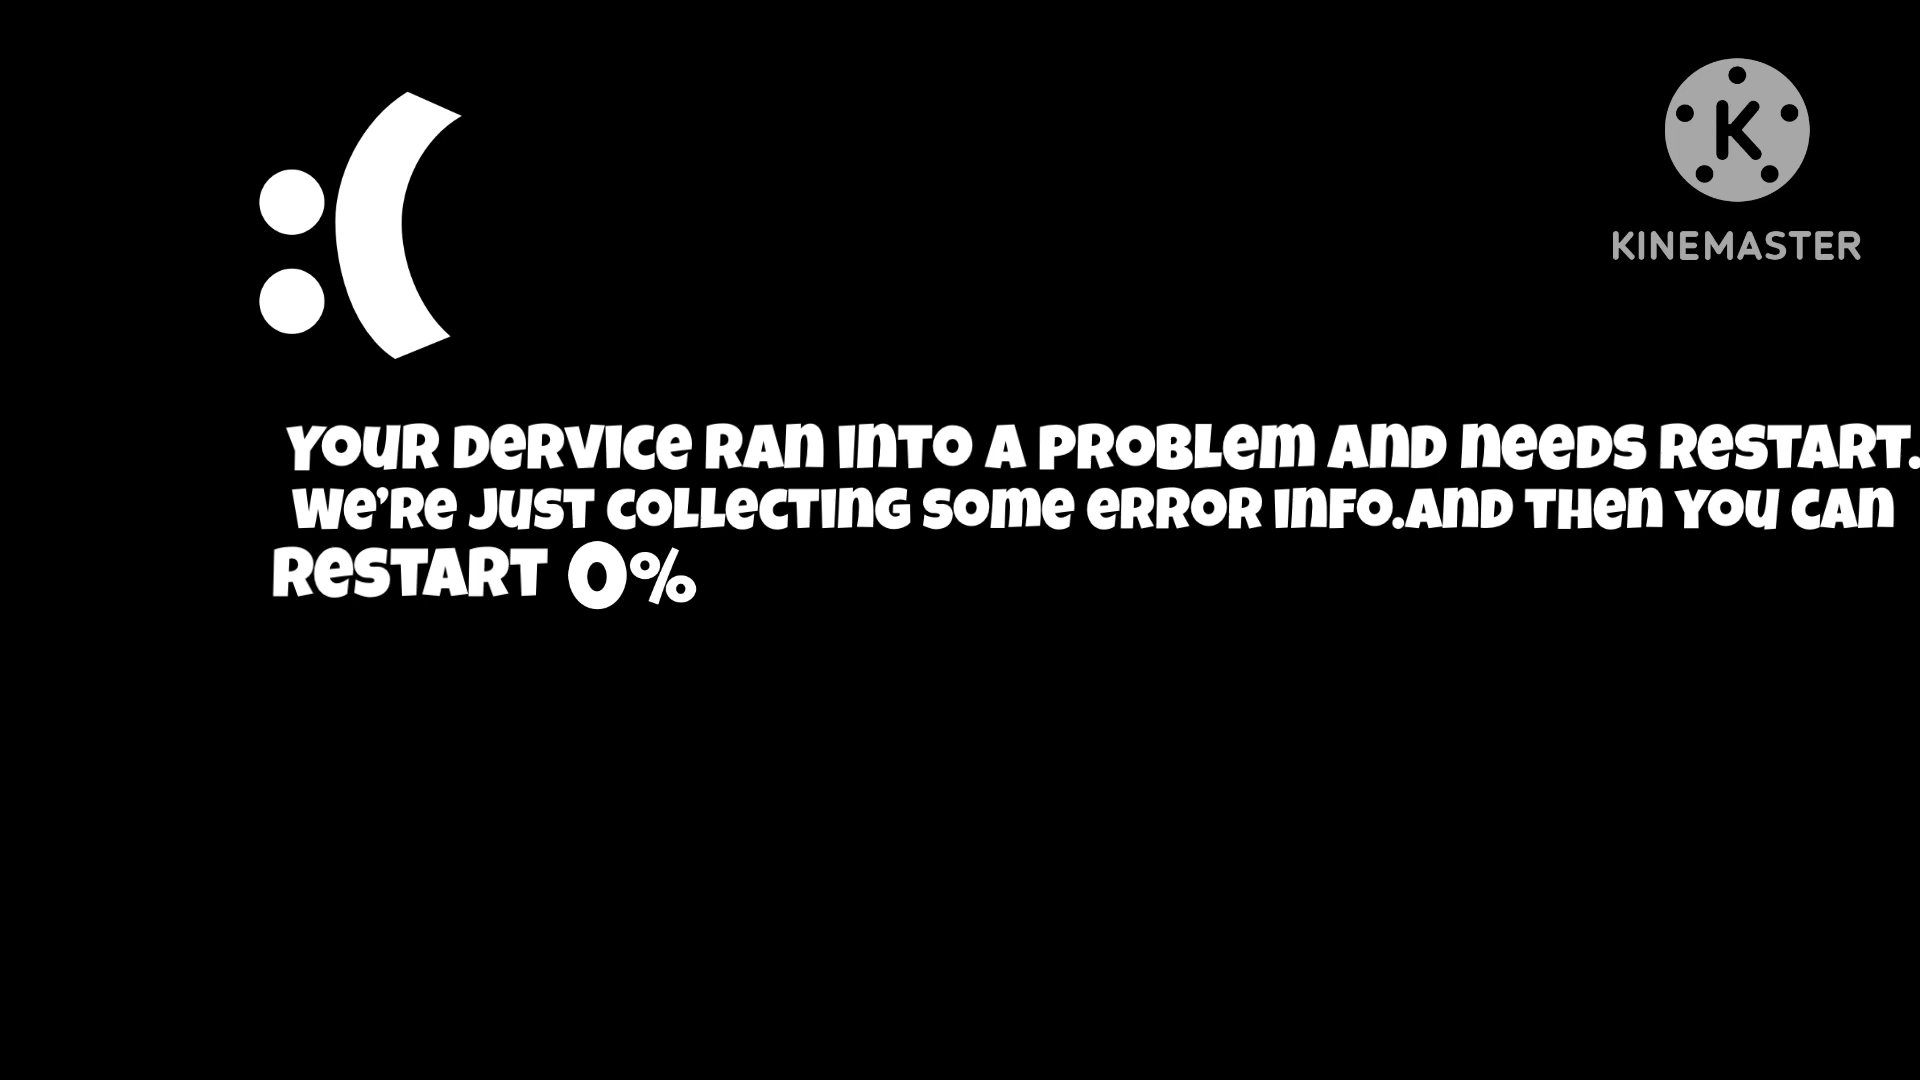 :(
K
KINEMASTER
YOUR DERVICE RAN INTO A PROBLEM AND NEEDS RESTART.
WE’RE JUST COLLECTING SOME ERROR INFO.AND THEN YOU CAN
RESTART 0%